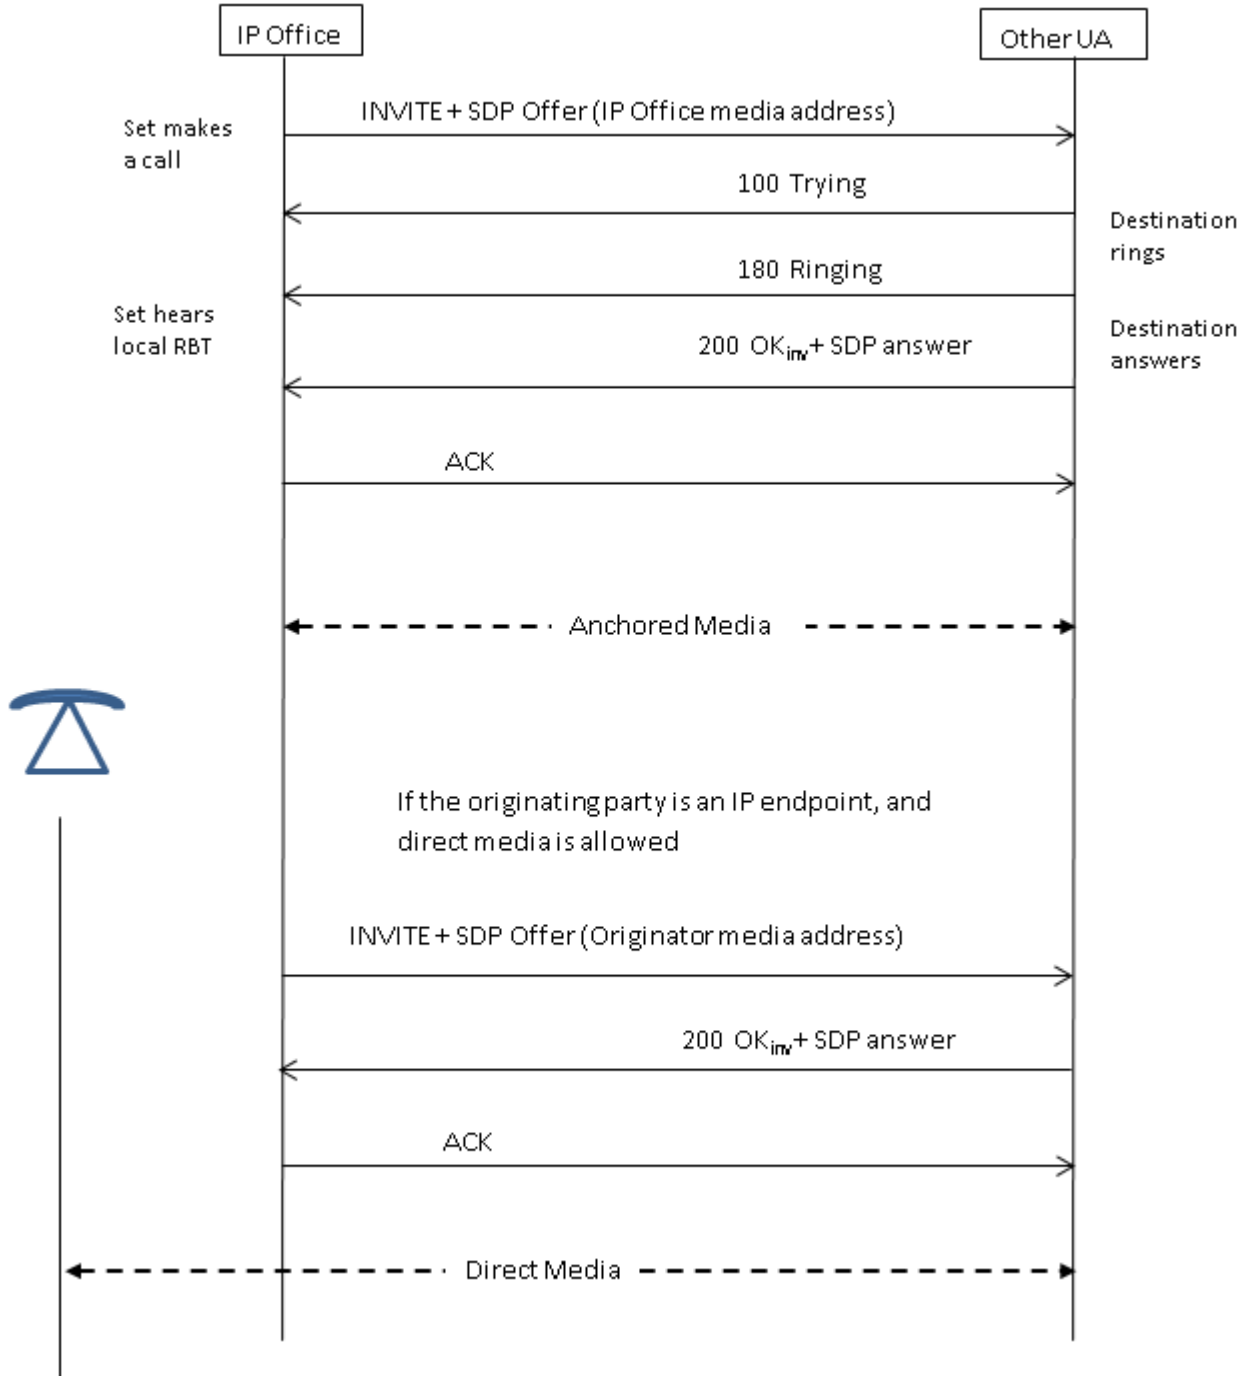 IP Office
Other UA
INVITE + SDP Offer (IP Office media address)
Set makes
a call
100 Trying
Destination
rings
180 Ringing
Set hears
local RBT
200 OKinv + SDP answer
Destination
answers
ACK
Anchored Media
If the originating party is an IP endpoint, and
direct media is allowed
INVITE + SDP Offer (Originator media address)
200 OKinv + SDP answer
ACK
Direct Media